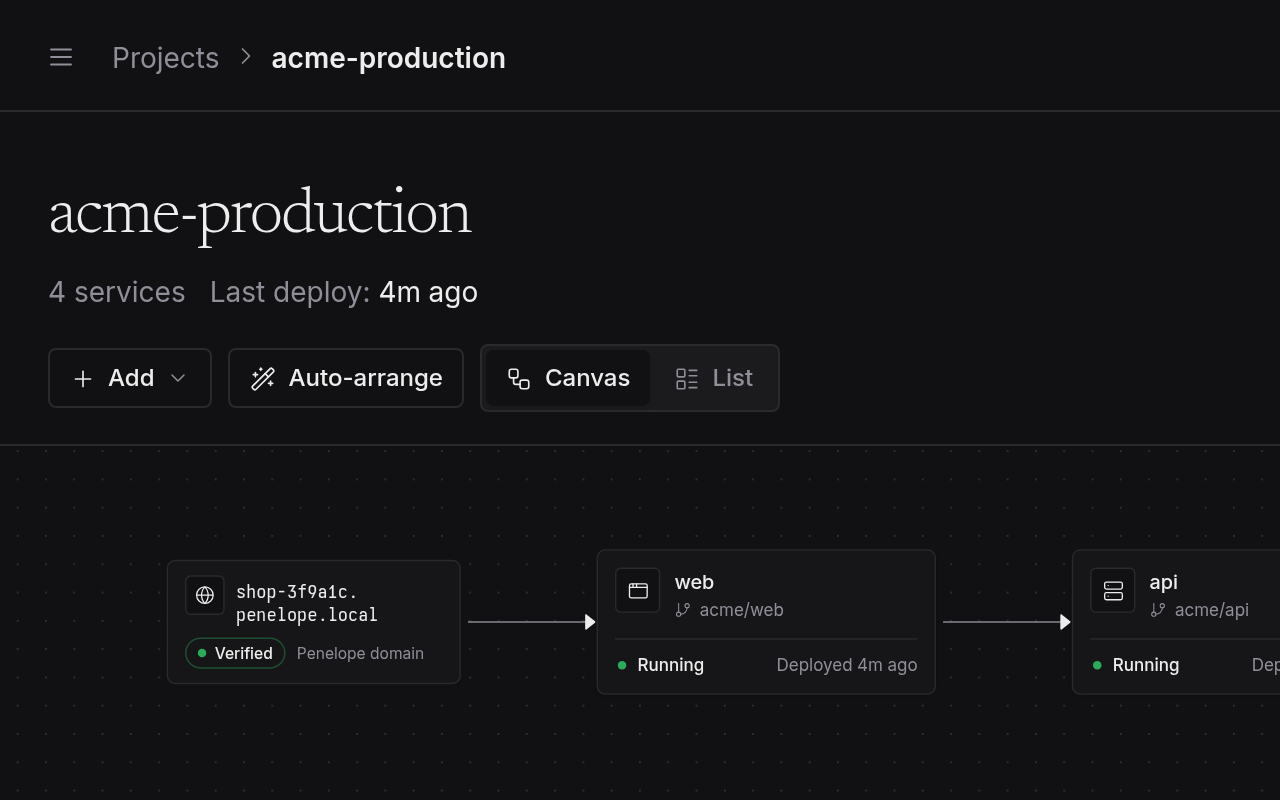 Projects acme-production
acme-production
4 services Last deploy: 4m ago
Add Auto-arrange Canvas List
shop-3f9a1c.
penelope.local
Verified Penelope domain
web
acme/web
Running Deployed 4m ago
api
acme/api
Running